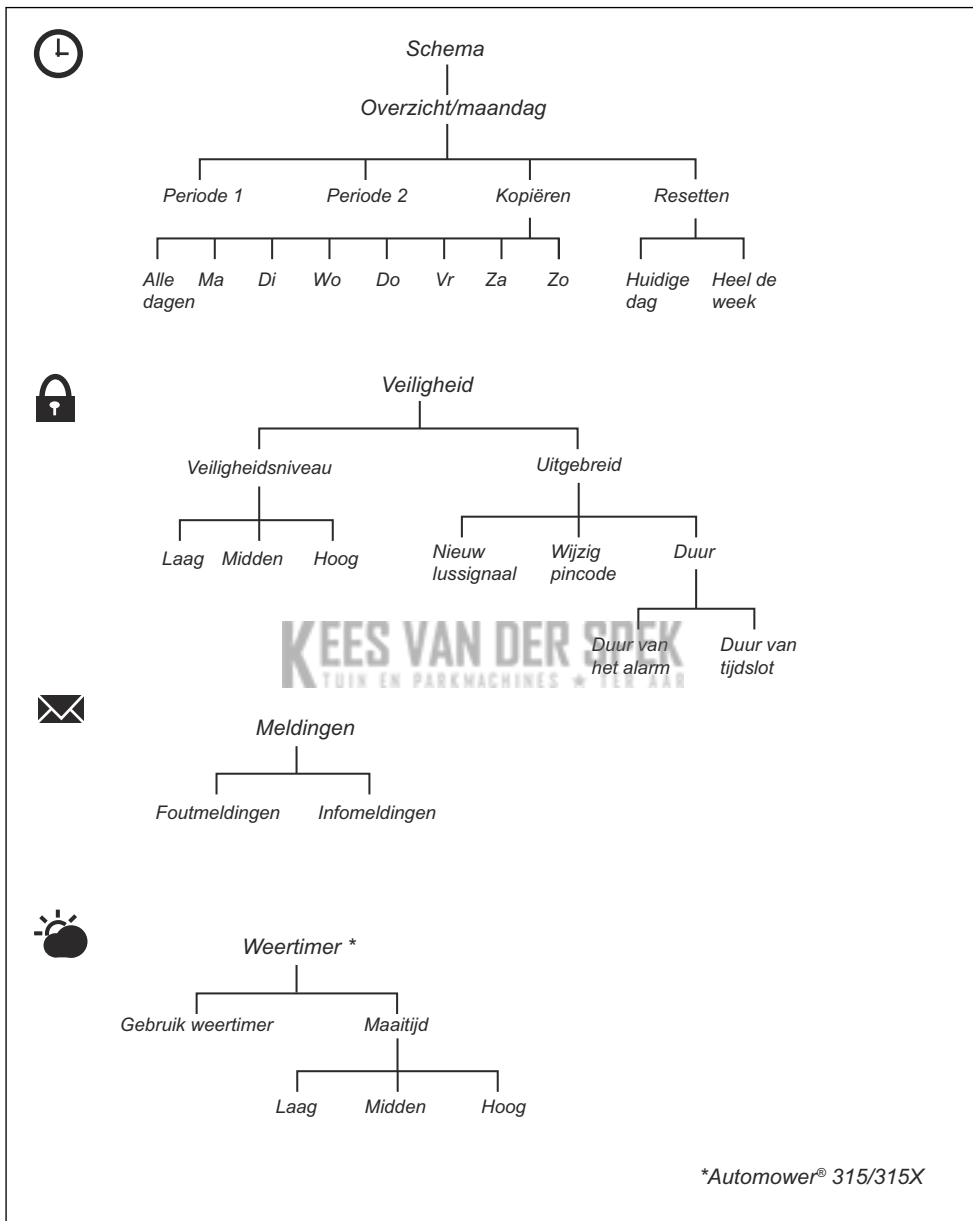 Schema
Overzicht/maandag
Periode 1 Periode 2 Kopiëren Resetten
Alle dagen Ma Di Wo Do Vr Za Zo Huidige dag Heel de week
Veiligheid
Veiligheidsniveau Uitgebreid
Laag Midden Hoog Nieuw lussignaal Wijzig pincode Duur
Duur van het alarm Duur van tijdslot
KEES VAN DER SPEK
TUIN EN PARKMACHINES ★ TER AAR
Meldingen
Foutmeldingen Infomeldingen
Weertimer *
Gebruik weertimer Maaitijd
Laag Midden Hoog
*Automower® 315/315X